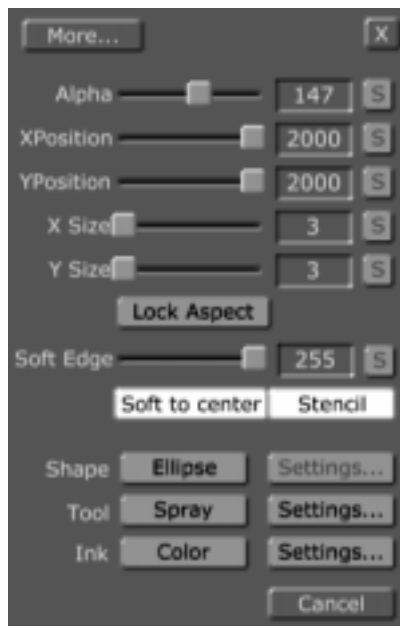 More... X
Alpha 147 S
XPosition 2000 S
YPosition 2000 S
X Size 3 S
Y Size 3 S
Lock Aspect
Soft Edge 255 S
Soft to center Stencil
Shape Ellipse Settings...
Tool Spray Settings...
Ink Color Settings...
Cancel